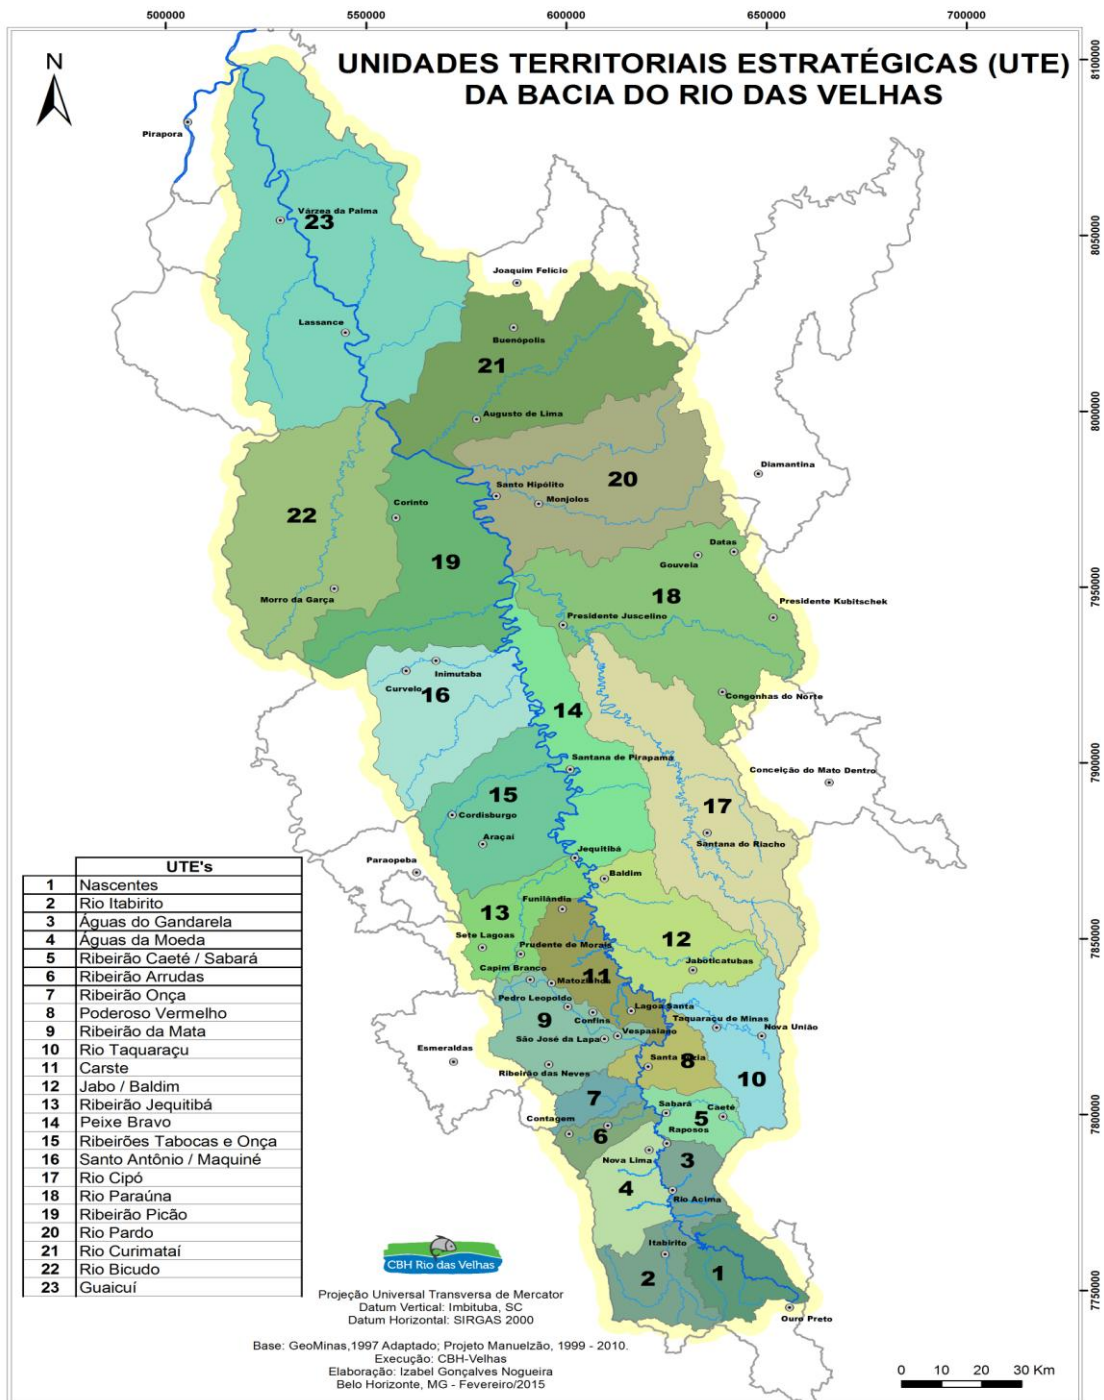 500000
550000
600000
650000
700000
N
UNIDADES TERRITORIAIS ESTRATÉGICAS (UTE)
DA BACIA DO RIO DAS VELHAS
8100000
8050000
8000000
7950000
7900000
7850000
7800000
7750000
Pirapora
Várzea da Palma
23
Joaquim Felício
Lassance
Buenópolis
21
Augusto de Lima
Diamantina
20
Santo Hipólito
Monjolos
Corinto
22
Datas
Gouveia
19
18
Morro da Garça
Presidente Kubitschek
Presidente Juscelino
Inimutaba
Curvelo
16
Congonhas do Norte
14
Santana de Pirapama
Conceição do Mato Dentro
15
17
Cordisburgo
Santana do Riacho
Araçaí
Jequitibá
Paraopeba
Baldim
Funilândia
13
12
Sete Lagoas
Prudente de Morais
Jaboticatubas
Capim Branco
11
Matozinhos
Pedro Leopoldo
Lagoa Santa
Confins
Taquaraçu de Minas
9
Nova União
Vespasiano
São José da Lapa
Esmeraldas
Santa Luzia
8
Ribeirão das Neves
10
7
Sabará
Caeté
Contagem
5
6
Raposos
Nova Lima
3
4
Rio Acima
Itabirito
2
1
Ouro Preto
UTE's
1 Nascentes
2 Rio Itabirito
3 Águas do Gandarela
4 Águas da Moeda
5 Ribeirão Caeté / Sabará
6 Ribeirão Arrudas
7 Ribeirão Onça
8 Poderoso Vermelho
9 Ribeirão da Mata
10 Rio Taquaraçu
11 Carste
12 Jabo / Baldim
13 Ribeirão Jequitibá
14 Peixe Bravo
15 Ribeirões Tabocas e Onça
16 Santo Antônio / Maquiné
17 Rio Cipó
18 Rio Paraúna
19 Ribeirão Picão
20 Rio Pardo
21 Rio Curimataí
22 Rio Bicudo
23 Guaicuí
CBH Rio das Velhas
Projeção Universal Transversa de Mercator
Datum Vertical: Imbituba, SC
Datum Horizontal: SIRGAS 2000
Base: GeoMinas,1997 Adaptado; Projeto Manuelzão, 1999 - 2010.
Execução: CBH-Velhas
Elaboração: Izabel Gonçalves Nogueira
Belo Horizonte, MG - Fevereiro/2015
0 10 20 30 Km